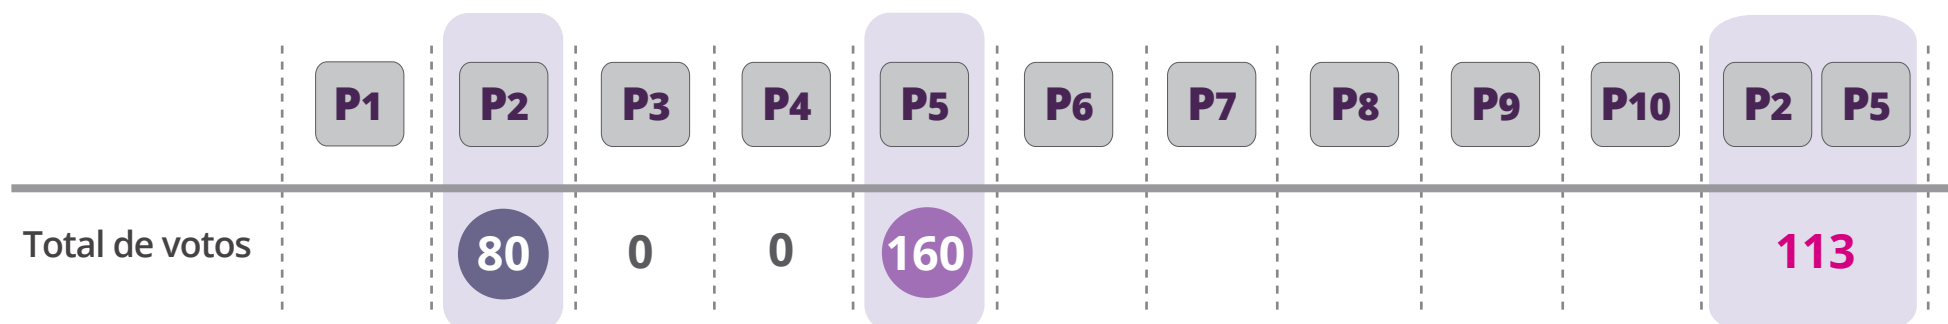 P1 P2 P3 P4 P5 P6 P7 P8 P9 P10 P2 P5
Total de votos 80 0 0 160 113